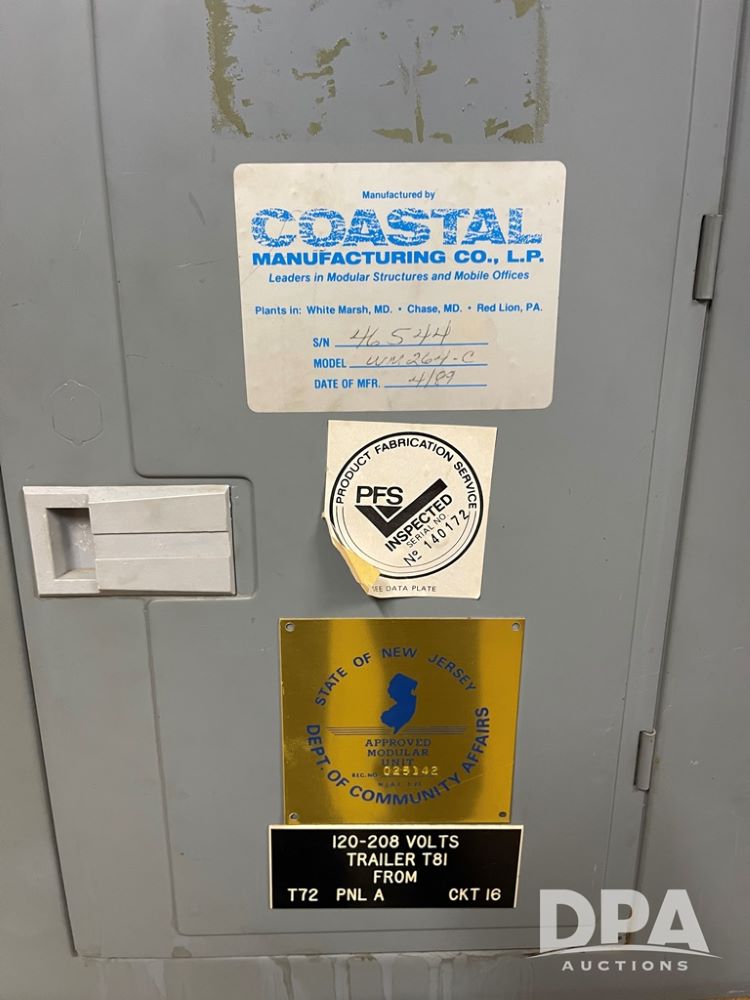 Manufactured by
COASTAL
MANUFACTURING CO., L.P.
Leaders in Modular Structures and Mobile Offices
Plants in: White Marsh, MD. • Chase, MD. • Red Lion, PA.
S/N 46544
MODEL WM264-C
DATE OF MFR. 4/89
PRODUCT FABRICATION SERVICE
PFS
INSPECTED
SERIAL NO.
Nº 140172
SEE DATA PLATE
STATE OF NEW JERSEY
APPROVED
MODULAR
UNIT
REG. NO. 025142
DEPT. OF COMMUNITY AFFAIRS
120-208 VOLTS
TRAILER T81
FROM
T72 PNL A CKT 16
DPA
AUCTIONS